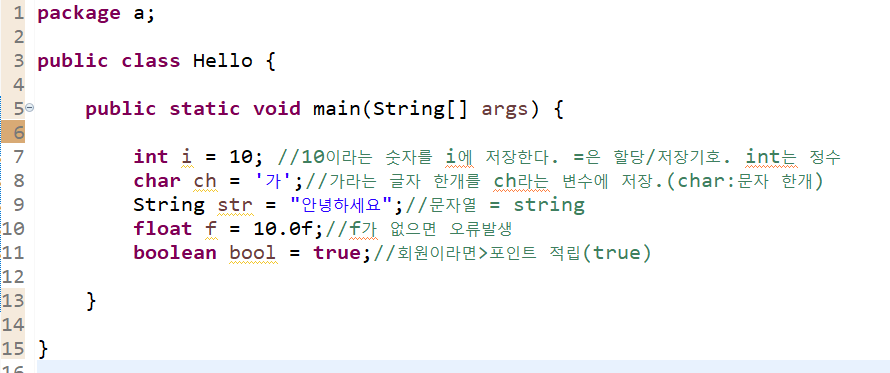 1 package a;
2
3 public class Hello {
4
5 public static void main(String[] args) {
6
7 int i = 10; //10이라는 숫자를 i에 저장한다. =은 할당/저장기호. int는 정수
8 char ch = '가';//가라는 글자 한개를 ch라는 변수에 저장.(char:문자 한개)
9 String str = "안녕하세요";//문자열 = string
10 float f = 10.0f;//f가 없으면 오류발생
11 boolean bool = true;//회원이라면>포인트 적립(true)
12
13 }
14
15 }
16